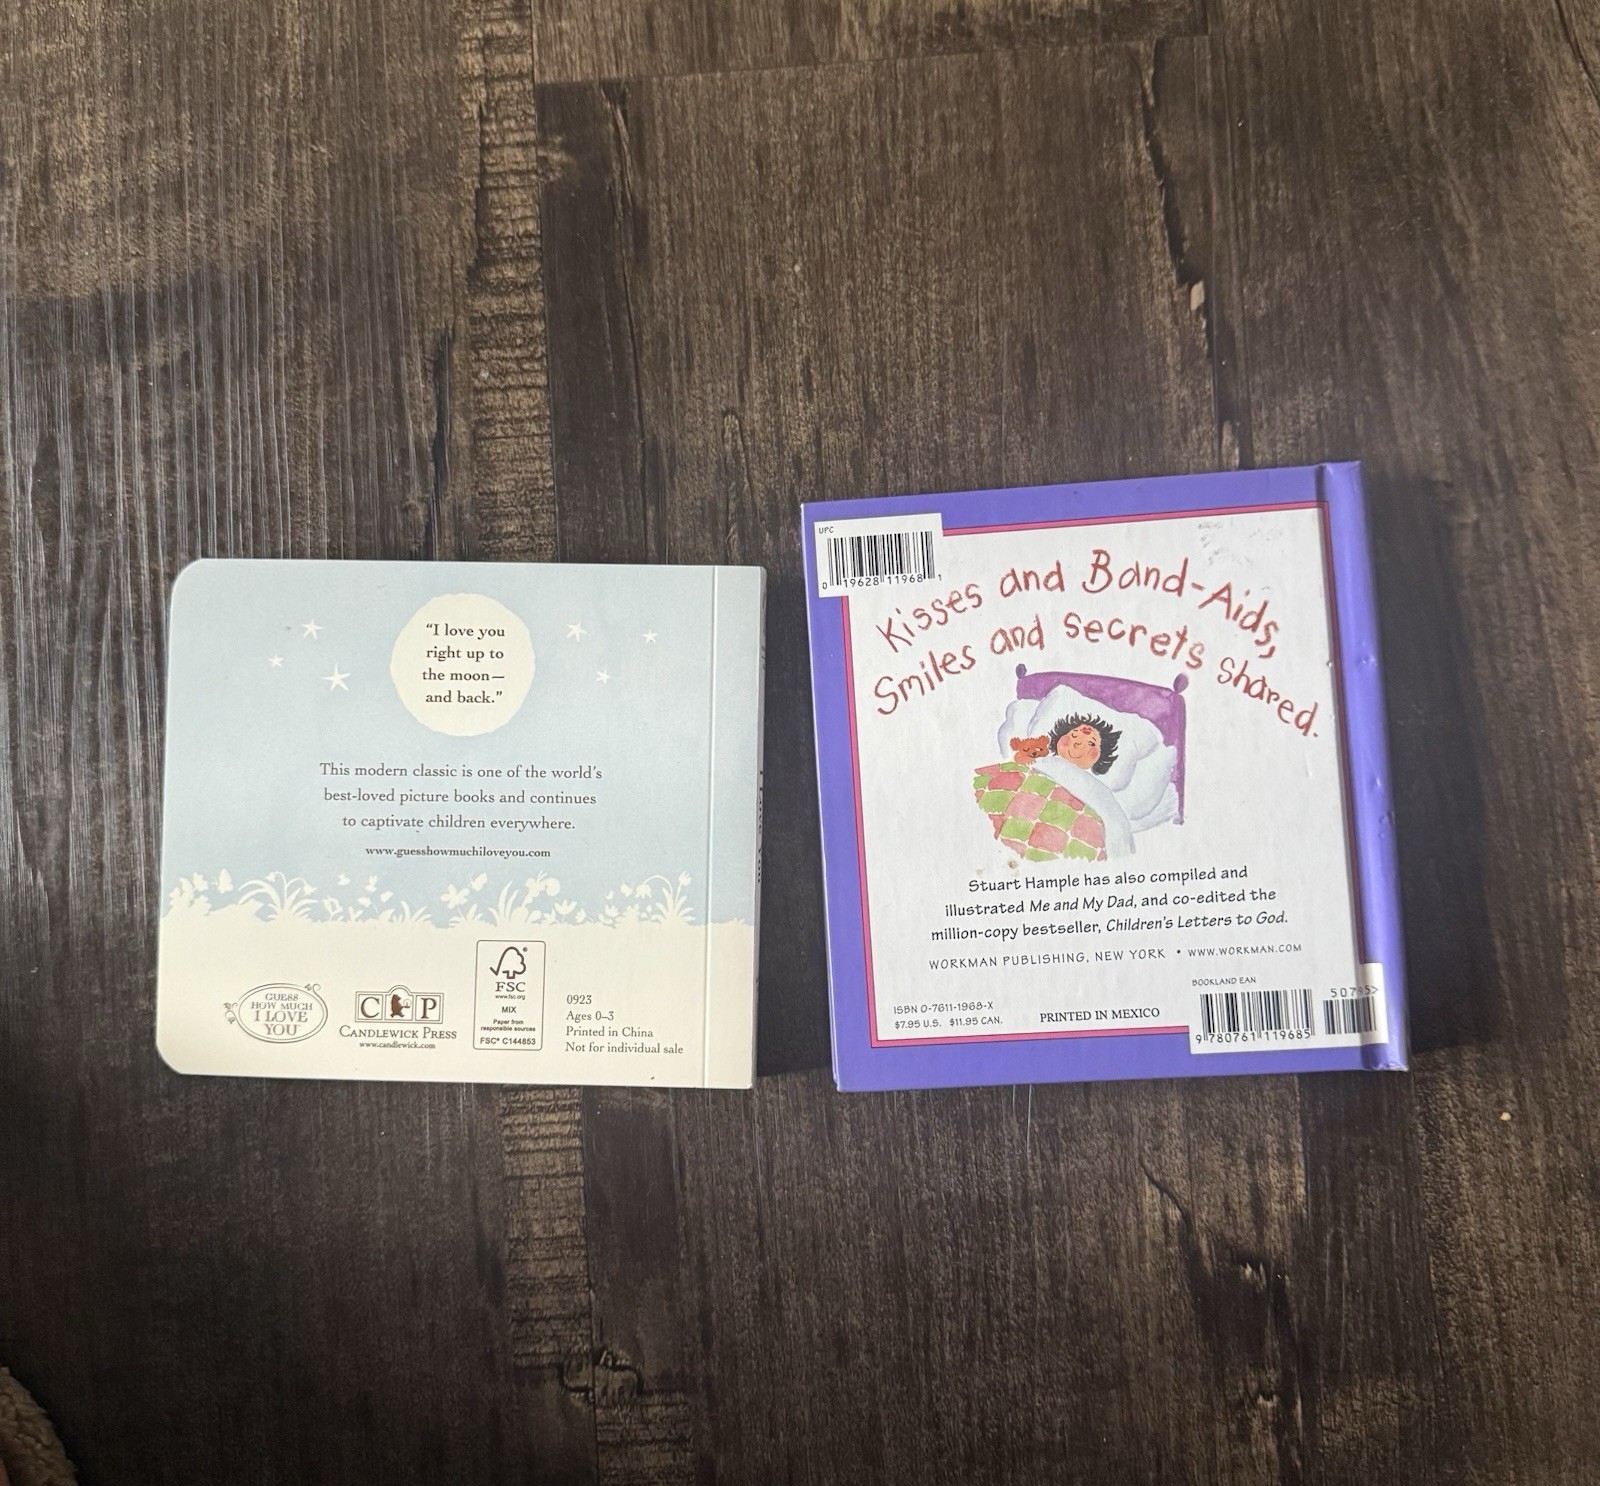 “I love you
right up to
the moon—
and back.”
This modern classic is one of the world’s
best-loved picture books and continues
to captivate children everywhere.
www.guesshowmuchiloveyou.com
GUESS
HOW MUCH
I LOVE
YOU™
CP
CANDLEWICK PRESS
www.candlewick.com
FSC®
www.fsc.org
MIX
Paper from
responsible sources
FSC® C144853
0923
Ages 0–3
Printed in China
Not for individual sale
I Love You
UPC
0 19628 11968 1
Kisses and Band-Aids,
Smiles and secrets shared.
Stuart Hample has also compiled and
illustrated Me and My Dad, and co-edited the
million-copy bestseller, Children’s Letters to God.
WORKMAN PUBLISHING, NEW YORK • WWW.WORKMAN.COM
ISBN 0-7611-1968-X
$7.95 U.S. $11.95 CAN.
PRINTED IN MEXICO
BOOKLAND EAN
50795>
9 780761 119685